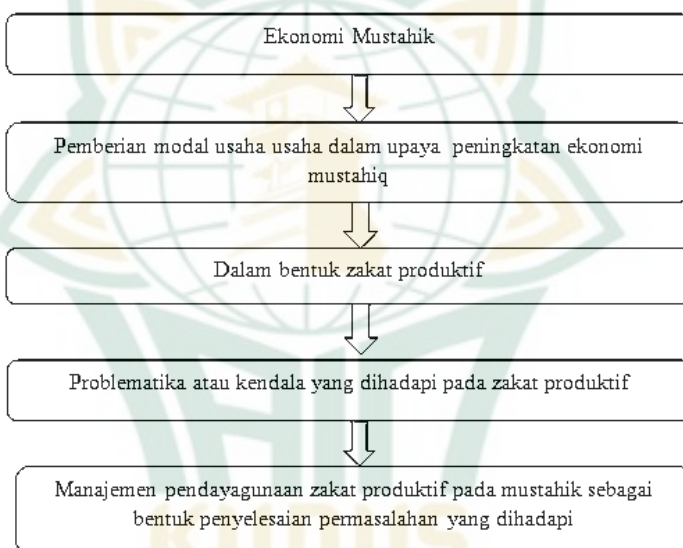 Ekonomi Mustahik
Pemberian modal usaha usaha dalam upaya peningkatan ekonomi
mustahiq
Dalam bentuk zakat produktif
Problematika atau kendala yang dihadapi pada zakat produktif
Manajemen pendayagunaan zakat produktif pada mustahik sebagai
bentuk penyelesaian permasalahan yang dihadapi
KUDUS